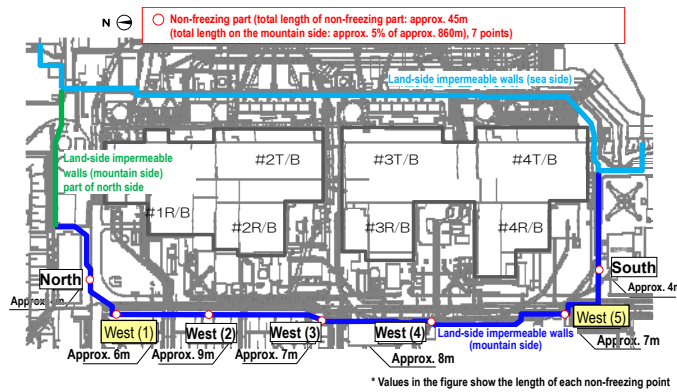 N
Non-freezing part (total length of non-freezing part: approx. 45m
(total length on the mountain side: approx. 5% of approx. 860m), 7 points)
Land-side impermeable walls (sea side)
Land-side impermeable
walls (mountain side)
part of north side
#2T/B
#3T/B
#4T/B
#1R/B
#2R/B
#3R/B
#4R/B
North
South
Approx. 4m
West (1)
West (2)
West (3)
West (4)
West (5)
Land-side impermeable walls
(mountain side)
Approx. 6m
Approx. 9m
Approx. 7m
Approx. 8m
Approx. 7m
* Values in the figure show the length of each non-freezing point